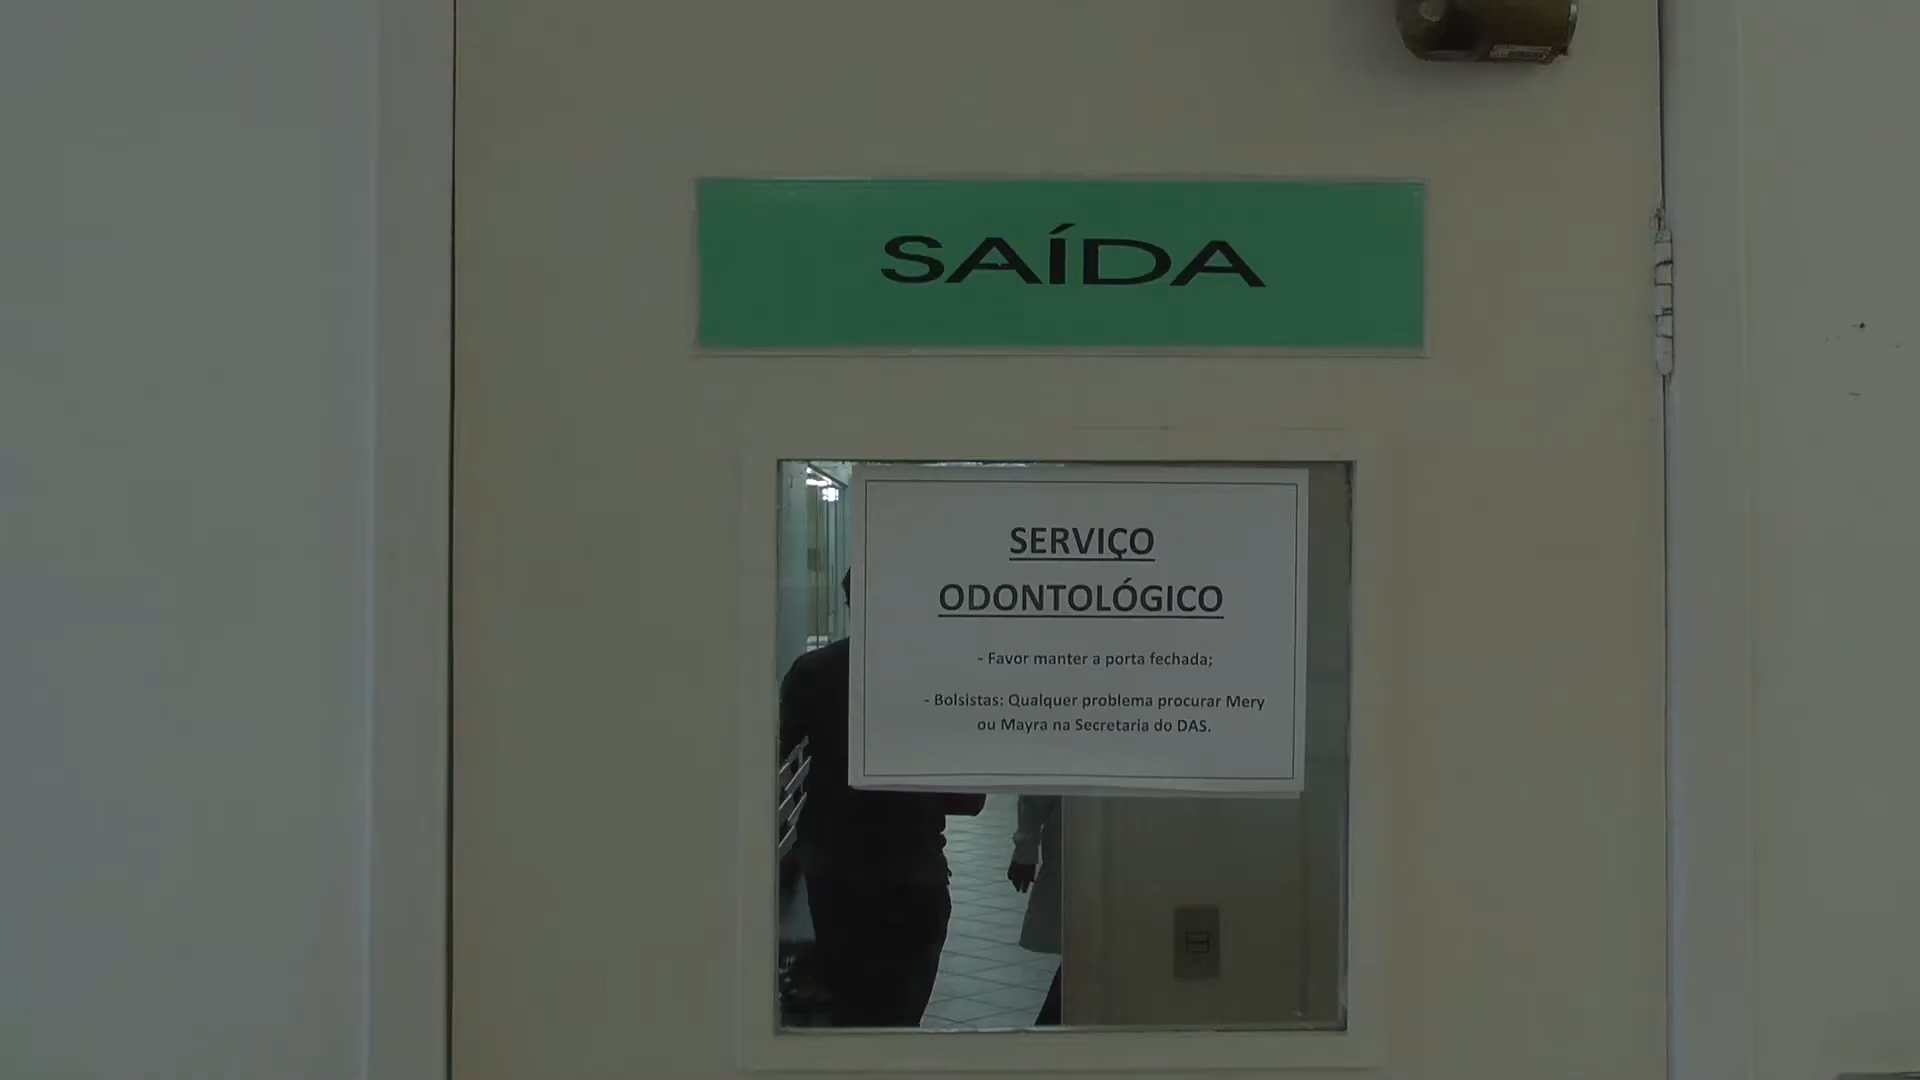 SAÍDA
SERVIÇO
ODONTOLÓGICO
- Favor manter a porta fechada;
- Bolsistas: Qualquer problema procurar Mery
ou Mayra na Secretaria do DAS.